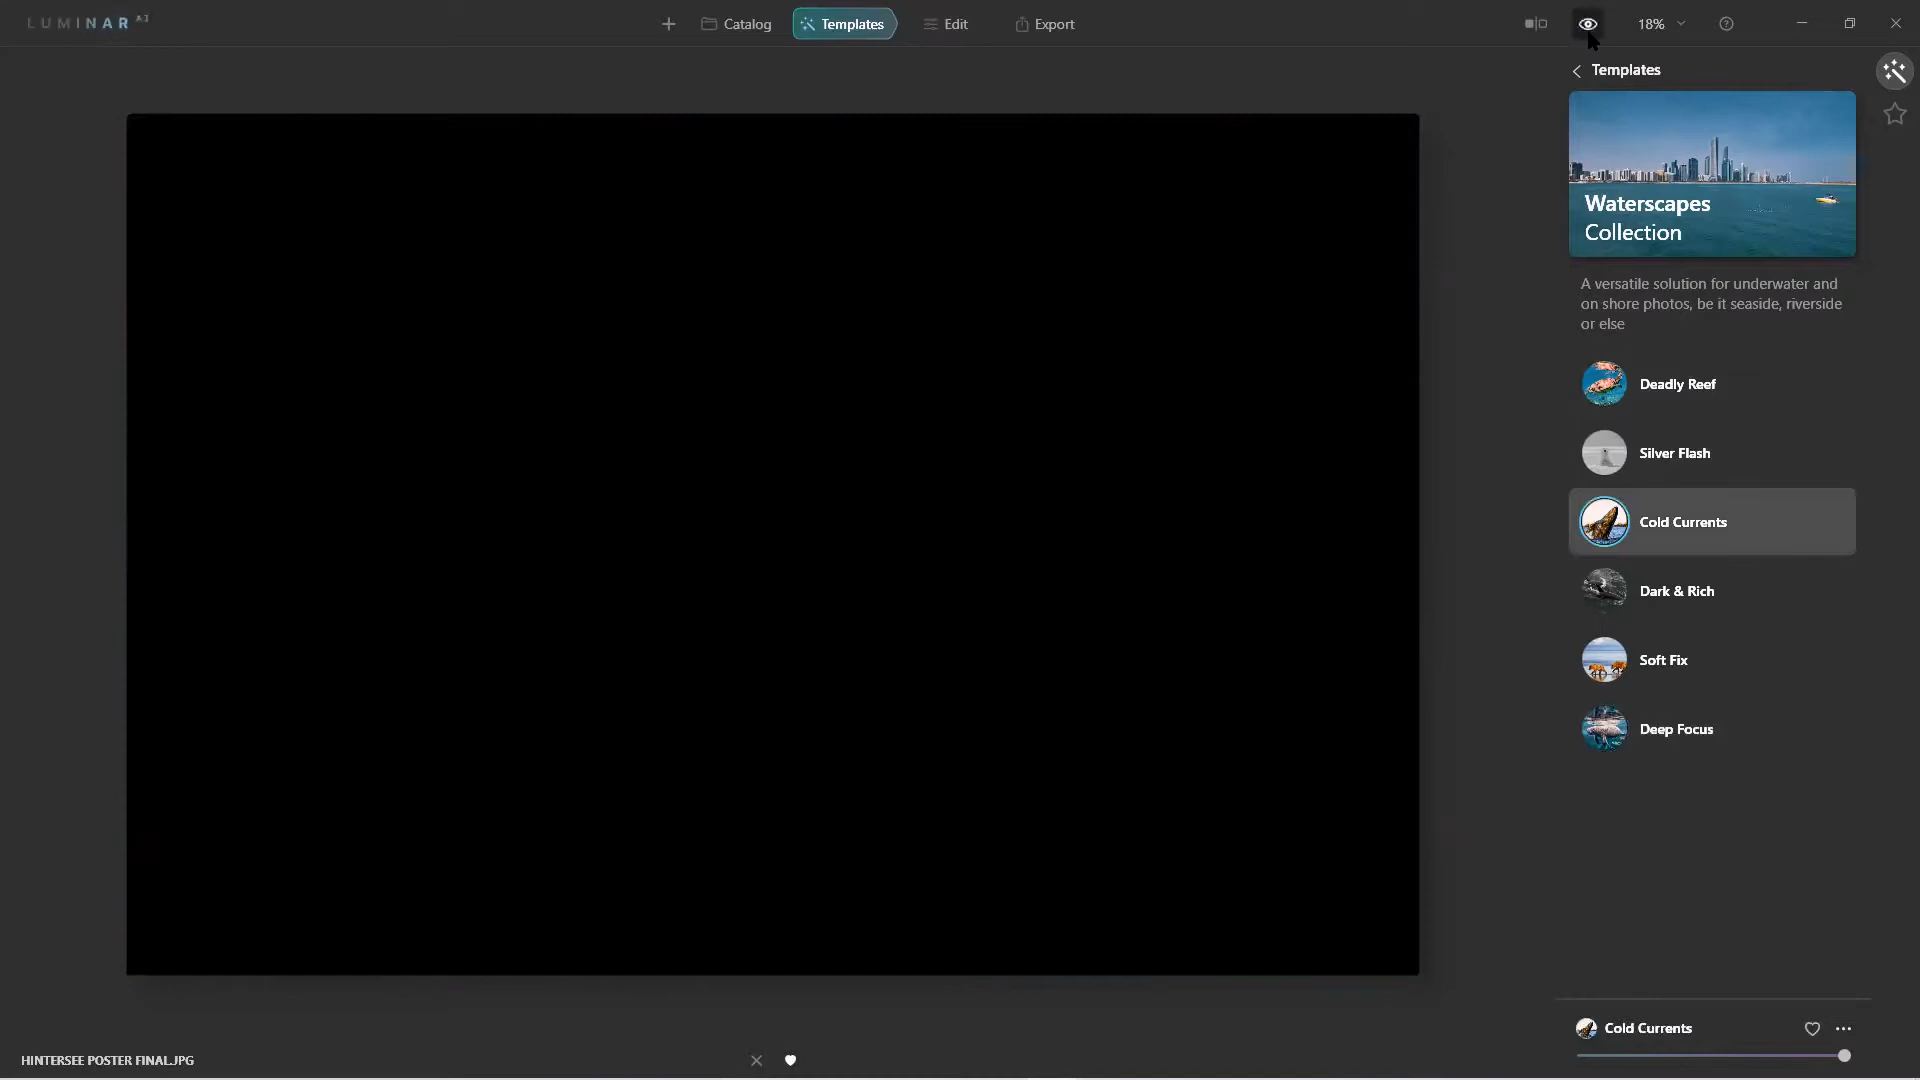 LUMINAR AI
Catalog
Templates
Edit
Export
18%
Templates
Waterscapes
Collection
A versatile solution for underwater and
on shore photos, be it seaside, riverside
or else
Deadly Reef
Silver Flash
Cold Currents
Dark & Rich
Soft Fix
Deep Focus
Cold Currents
HINTERSEE POSTER FINAL.JPG